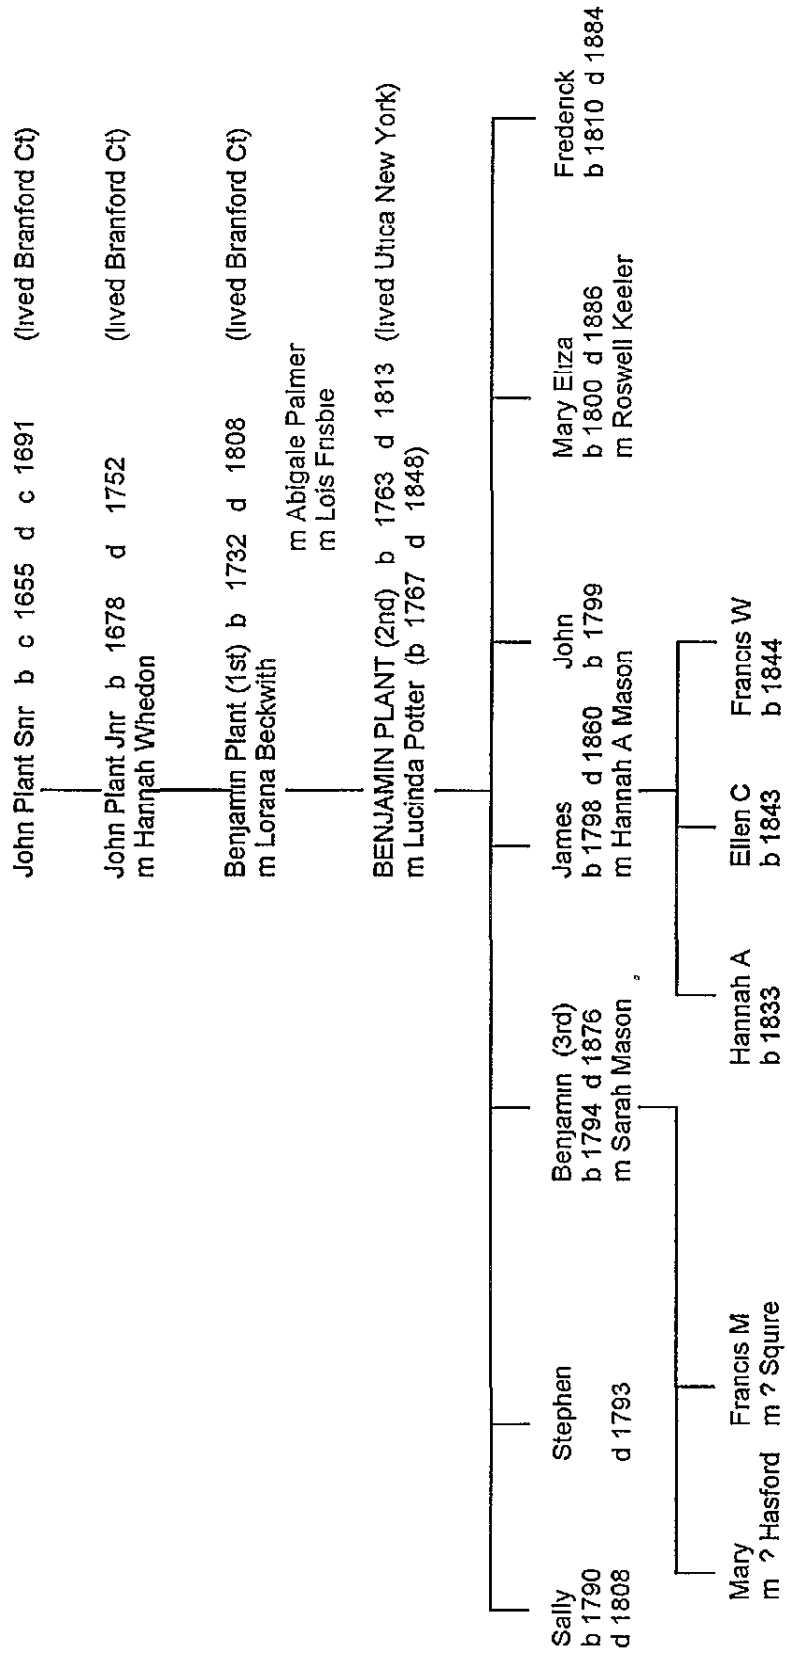 John Plant Snr b c 1655 d c 1691 (lived Branford Ct)
John Plant Jnr b 1678 d 1752 (lived Branford Ct)
m Hannah Whedon
Benjamin Plant (1st) b 1732 d 1808 (lived Branford Ct)
m Lorana Beckwith
m Abigale Palmer
m Lois Frisbie
BENJAMIN PLANT (2nd) b 1763 d 1813 (lived Utica New York)
m Lucinda Potter (b 1767 d 1848)
Sally
b 1790
d 1808
Stephen
d 1793
Benjamin (3rd)
b 1794 d 1876
m Sarah Mason
James
b 1798 d 1860
m Hannah A Mason
John
b 1799
Mary Eliza
b 1800 d 1886
m Roswell Keeler
Frederick
b 1810 d 1884
Mary
m ? Hasford
Francis M
m ? Squire
Hannah A
b 1833
Ellen C
b 1843
Francis W
b 1844